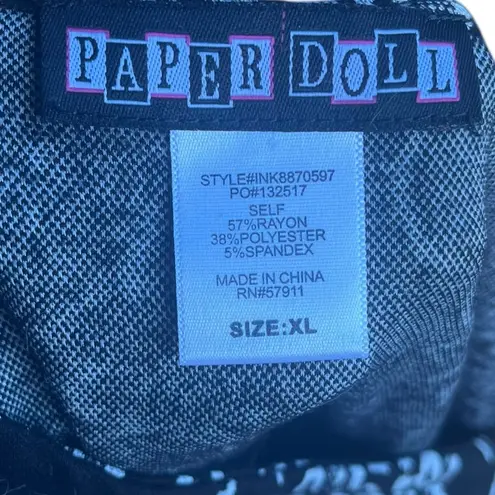 PAPER DOLL
STYLE#INK8870597
PO#132517
SELF
57%RAYON
38%POLYESTER
5%SPANDEX
MADE IN CHINA
RN#57911
SIZE:XL